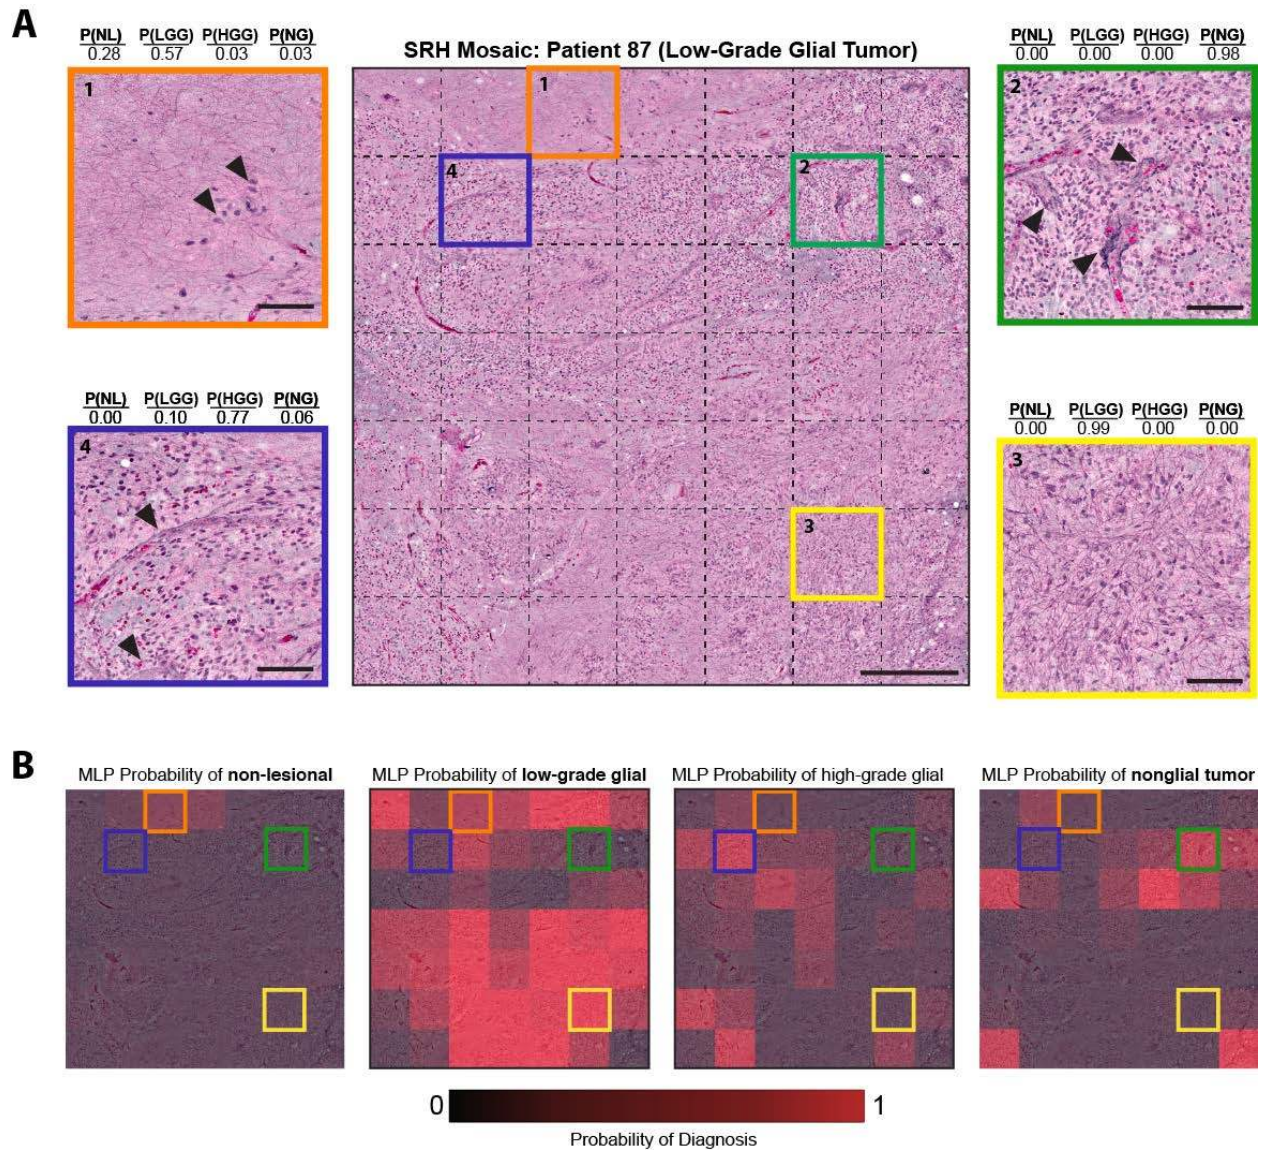 A
P(NL) P(LGG) P(HGG) P(NG)
0.28 0.57 0.03 0.03
1
SRH Mosaic: Patient 87 (Low-Grade Glial Tumor)
1
4
2
3
P(NL) P(LGG) P(HGG) P(NG)
0.00 0.00 0.00 0.98
2
P(NL) P(LGG) P(HGG) P(NG)
0.00 0.10 0.77 0.06
4
P(NL) P(LGG) P(HGG) P(NG)
0.00 0.99 0.00 0.00
3
B
MLP Probability of non-lesional
MLP Probability of low-grade glial
MLP Probability of high-grade glial
MLP Probability of nonglial tumor
0 1
Probability of Diagnosis